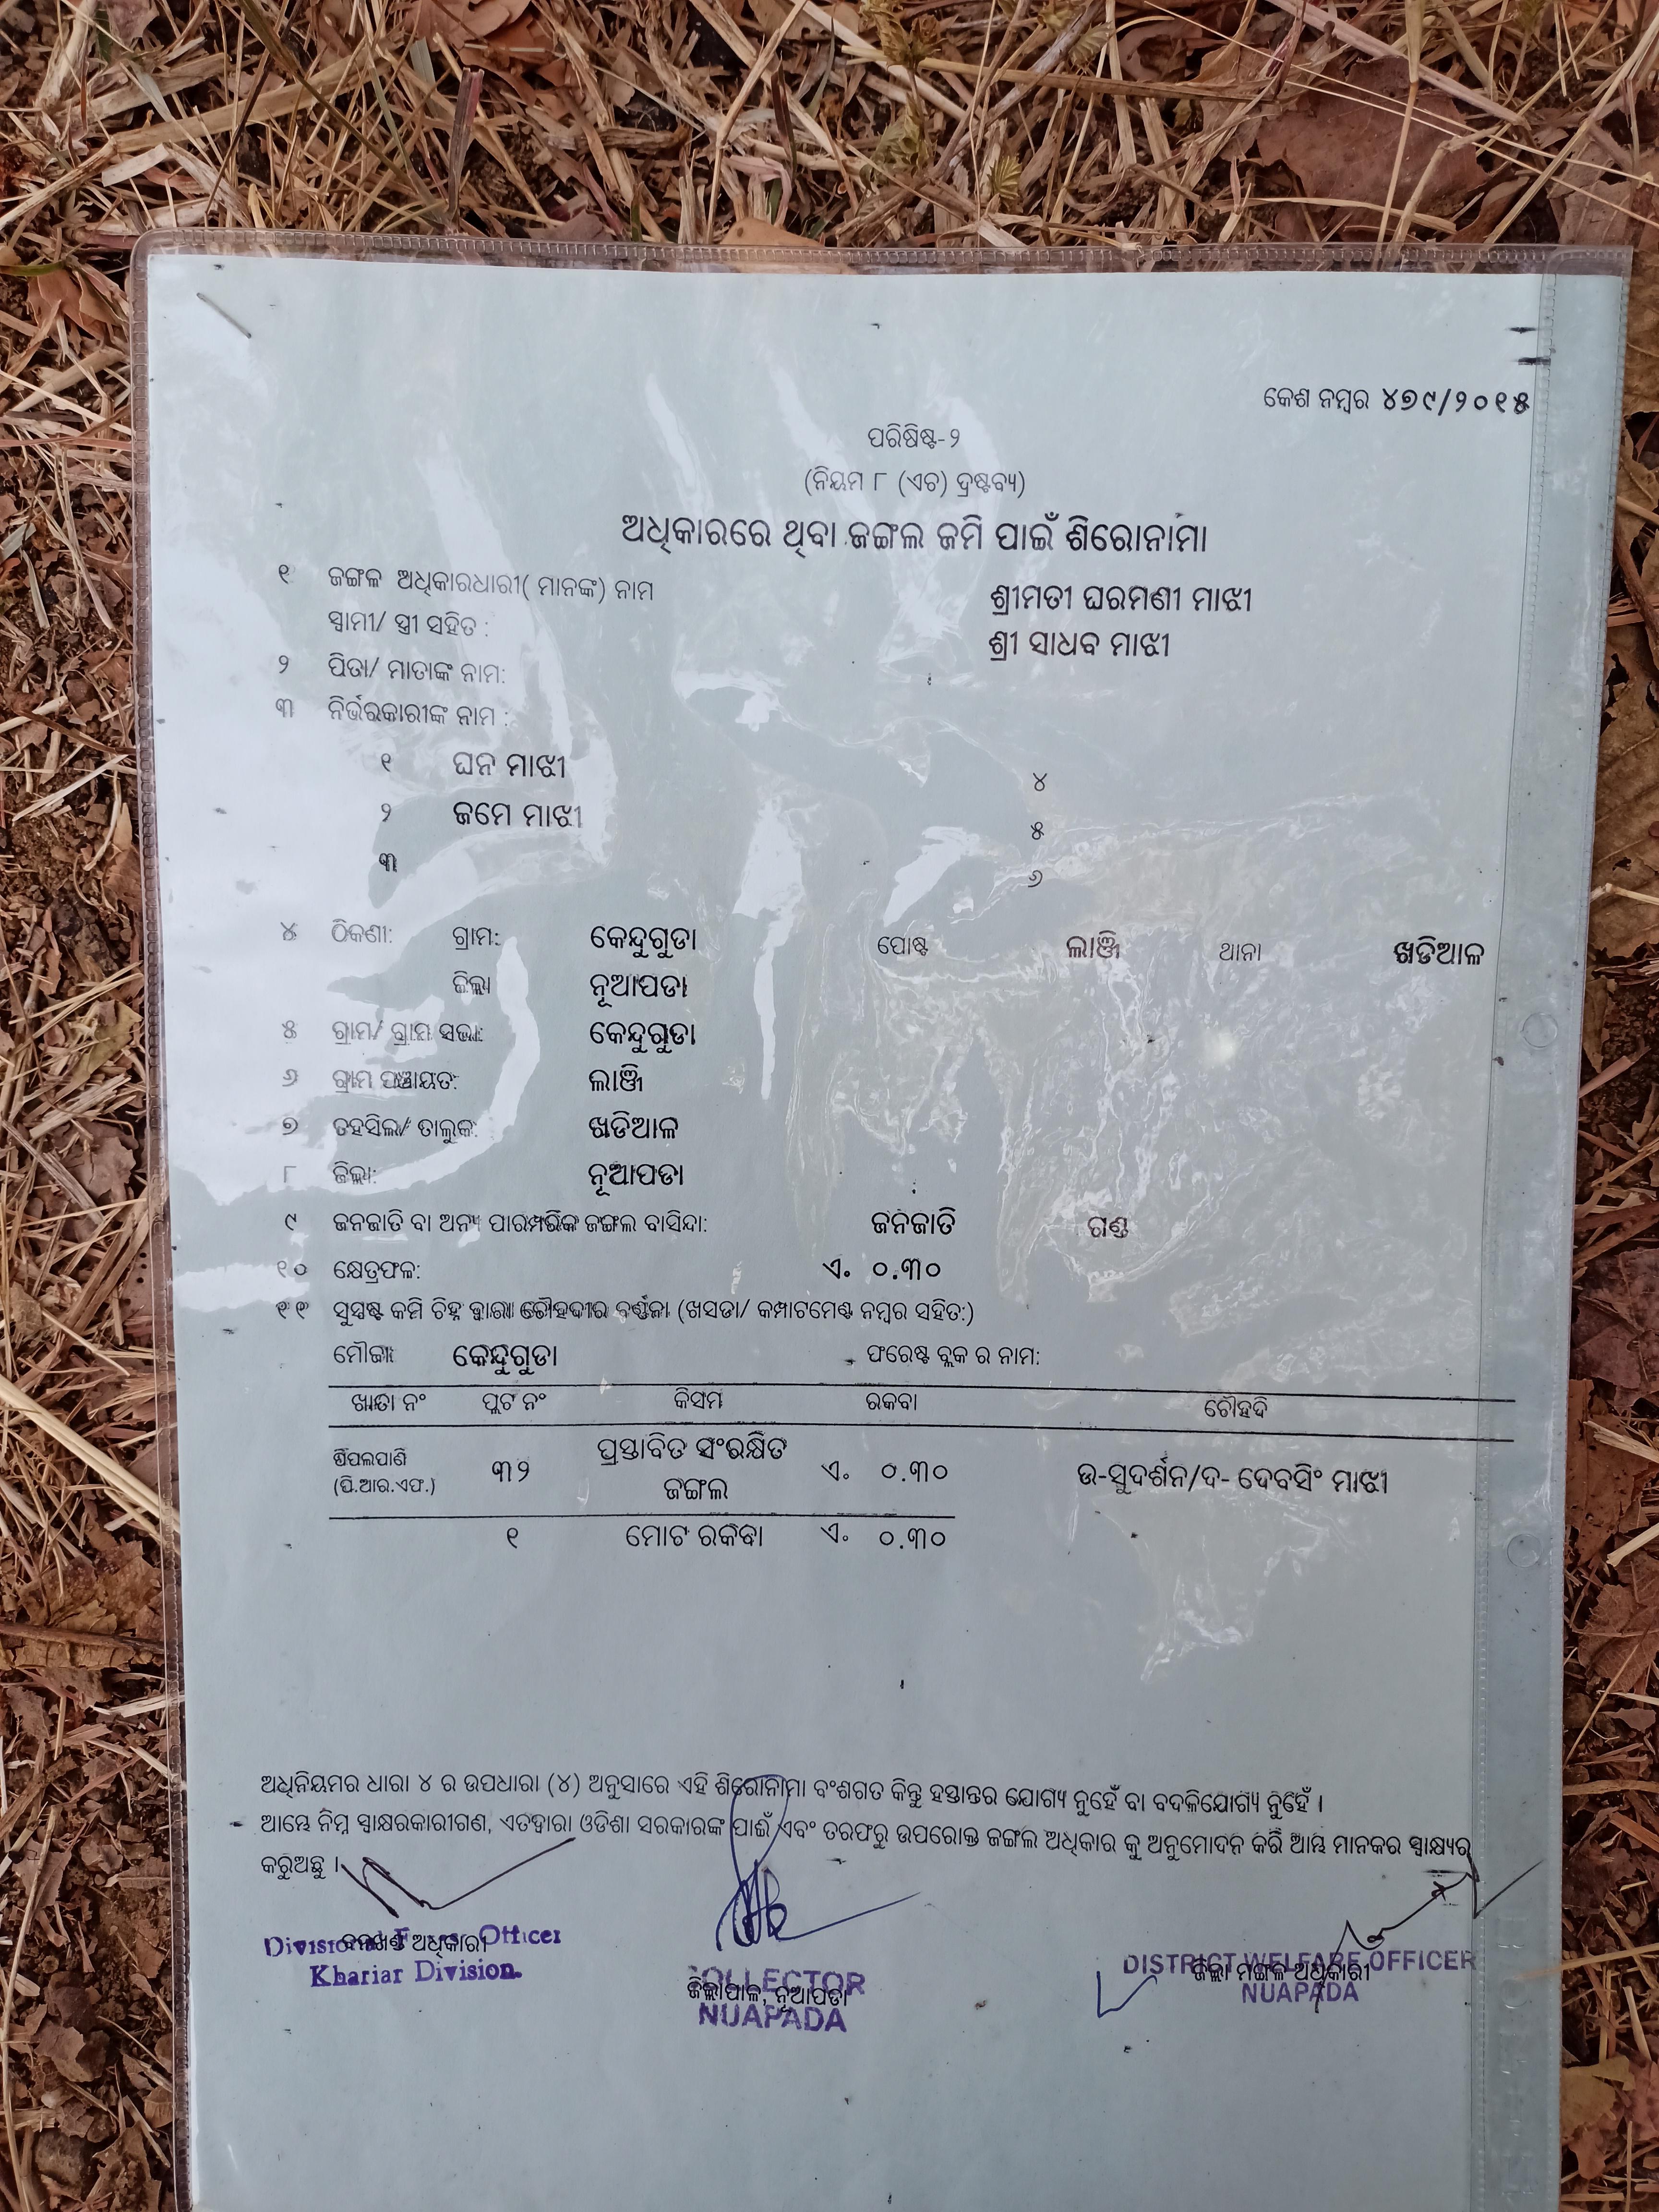 କେଶ ନମ୍ବର ୪୭୯/୨୦୧୫
ପରିଷିଷ୍ଟ-୨
(ନିୟମ ୮ (ଏଚ) ଦ୍ରଷ୍ଟବ୍ୟ)
ଅଧିକାରରେ ଥିବା ଜଙ୍ଗଲ ଜମି ପାଇଁ ଶିରୋନାମା
୧ ଜଙ୍ଗଳ ଅଧିକାରଧାରୀ( ମାନଙ୍କ) ନାମ ଶ୍ରୀମତୀ ଘରମଣୀ ମାଝୀ
ସ୍ୱାମୀ/ ସ୍ତ୍ରୀ ସହିତ : ଶ୍ରୀ ସାଧବ ମାଝୀ
୨ ପିତା/ ମାତାଙ୍କ ନାମ:
୩ ନିର୍ଭରକାରୀଙ୍କ ନାମ :
୧ ଘନ ମାଝୀ ୪
୨ ଜମେ ମାଝୀ ୫
୩ ୬
୪ ଠିକଣା: ଗ୍ରାମ: କେନ୍ଦୁଗୁଡା ପୋଷ୍ଟ ଲାଞ୍ଜି ଥାନା ଖଡିଆଳ
ଜିଲ୍ଲା ନୂଆପଡା
୫ ଗ୍ରାମ/ ଗ୍ରାମ ସଭା: କେନ୍ଦୁଗୁଡା
୬ ଗ୍ରାମ ପଞ୍ଚାୟତ: ଲାଞ୍ଜି
୭ ତହସିଲ/ ତାଲୁକ: ଖଡିଆଳ
୮ ଜିଲ୍ଲା: ନୂଆପଡା
୯ ଜନଜାତି ବା ଅନ୍ୟ ପାରମ୍ପରିକ ଜଙ୍ଗଲ ବାସିନ୍ଦା: ଜନଜାତି ଗଣ୍ଡ
୧୦ କ୍ଷେତ୍ରଫଳ: ଏ. ୦.୩୦
୧୧ ସୁସ୍ପଷ୍ଟ ଜମି ଚିହ୍ନ ଦ୍ୱାରା ଚୌହଦୀର ବର୍ଣ୍ଣନା (ଖସଡା/ କମ୍ପାଟମେଣ୍ଟ ନମ୍ବର ସହିତ:)
ମୌଜା: କେନ୍ଦୁଗୁଡା ଫରେଷ୍ଟ ବ୍ଲକ ର ନାମ:
ଖାତା ନଂ ପ୍ଲଟ ନଂ କିସମ ରକବା ଚୌହଦି
ଶିପଲପାଣି (ପି.ଆର.ଏଫ.) ୩୨ ପ୍ରସ୍ତାବିତ ସଂରକ୍ଷିତ ଜଙ୍ଗଲ ଏ. ୦.୩୦ ଉ-ସୁଦର୍ଶନ/ଦ- ଦେବସିଂ ମାଝୀ
୧ ମୋଟ ରକବା ଏ. ୦.୩୦
ଅଧିନିୟମର ଧାରା ୪ ର ଉପଧାରା (୪) ଅନୁସାରେ ଏହି ଶିରୋନାମା ବଂଶଗତ କିନ୍ତୁ ହସ୍ତାନ୍ତର ଯୋଗ୍ୟ ନୁହେଁ ବା ବଦଳିଯୋଗ୍ୟ ନୁହେଁ ।
ଆମ୍ଭେ ନିମ୍ନ ସ୍ୱାକ୍ଷରକାରୀଗଣ, ଏତଦ୍ୱାରା ଓଡିଶା ସରକାରଙ୍କ ପାଇଁ ଏବଂ ତରଫରୁ ଉପରୋକ୍ତ ଜଙ୍ଗଲ ଅଧିକାର କୁ ଅନୁମୋଦନ କରି ଆମ୍ଭ ମାନକର ସ୍ୱାକ୍ଷ୍ୟର
କରୁଅଛୁ ।
ବନଖଣ୍ଡ ଅଧିକାରୀ
Divisional Forest Officer
Khariar Division.
ଜିଲ୍ଲାପାଳ, ନୂଆପଡା
COLLECTOR
NUAPADA
ଜିଲ୍ଲା ମଙ୍ଗଳ ଅଧିକାରୀ
DISTRICT WELFARE OFFICER
NUAPADA